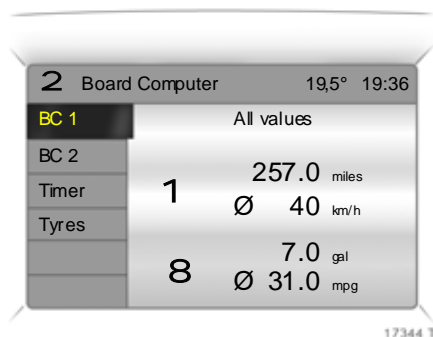 2 Board Computer 19,5° 19:36
BC 1 All values
BC 2
Timer
Tyres
1 257.0 miles
Ø 40 km/h
8 7.0 gal
Ø 31.0 mpg
17344 T